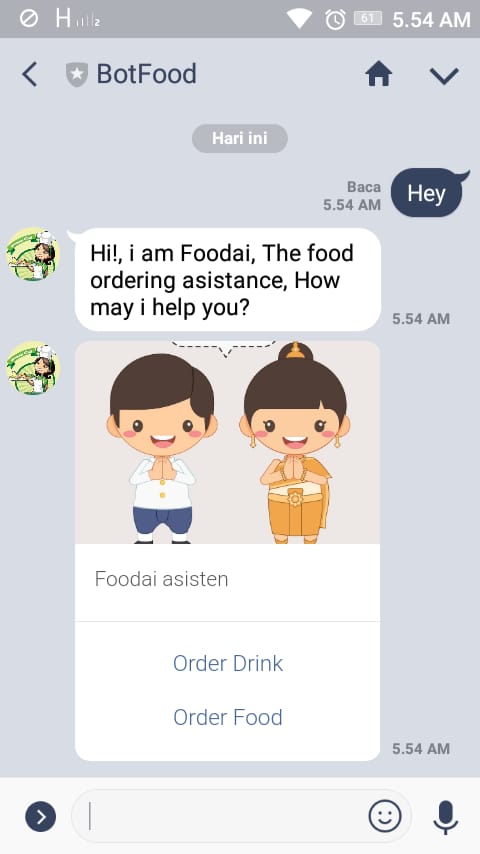 H 2 61 5.54 AM
BotFood
Hari ini
Baca
5.54 AM
Hey
Hi!, i am Foodai, The food
ordering asistance, How
may i help you?
5.54 AM
Foodai asisten
Order Drink
Order Food
5.54 AM